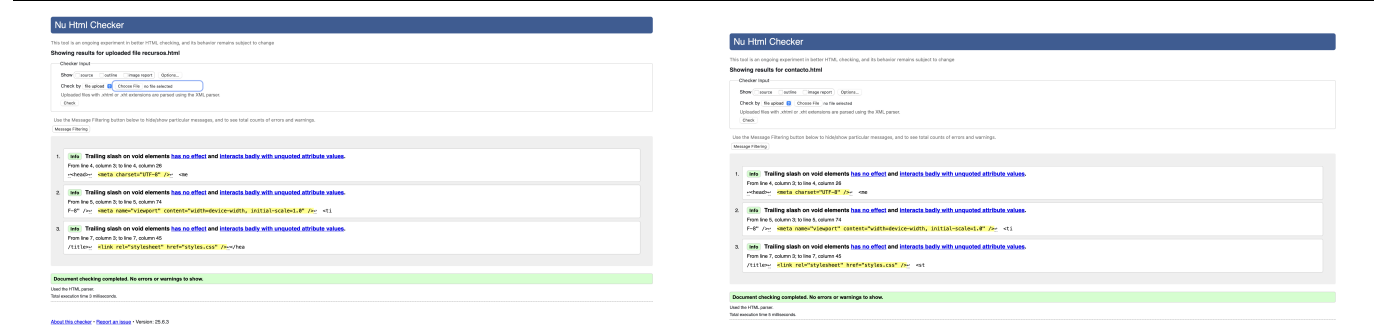 Nu Html Checker
This tool is an ongoing experiment in better HTML checking, and its behavior remains subject to change
Showing results for uploaded file recursos.html
Checker Input
Show source outline image report Options...
Check by file upload Choose File no file selected
Uploaded files with .xhtml or .xht extensions are parsed using the XML parser.
Check
Use the Message Filtering button below to hide/show particular messages, and to see total counts of errors and warnings.
Message Filtering
1. Info Trailing slash on void elements has no effect and interacts badly with unquoted attribute values.
From line 4, column 3; to line 4, column 26
↩<head>↩ <meta charset="UTF-8" />↩ <me
2. Info Trailing slash on void elements has no effect and interacts badly with unquoted attribute values.
From line 5, column 3; to line 5, column 74
F-8" />↩ <meta name="viewport" content="width=device-width, initial-scale=1.0" />↩ <ti
3. Info Trailing slash on void elements has no effect and interacts badly with unquoted attribute values.
From line 7, column 3; to line 7, column 45
/title>↩ <link rel="stylesheet" href="styles.css" />↩</hea
Document checking completed. No errors or warnings to show.
Used the HTML parser.
Total execution time 3 milliseconds.
About this checker • Report an issue • Version: 25.6.3
Nu Html Checker
This tool is an ongoing experiment in better HTML checking, and its behavior remains subject to change
Showing results for contacto.html
Checker Input
Show source outline image report Options...
Check by file upload Choose File no file selected
Uploaded files with .xhtml or .xht extensions are parsed using the XML parser.
Check
Use the Message Filtering button below to hide/show particular messages, and to see total counts of errors and warnings.
Message Filtering
1. Info Trailing slash on void elements has no effect and interacts badly with unquoted attribute values.
From line 4, column 3; to line 4, column 26
↩<head>↩ <meta charset="UTF-8" />↩ <me
2. Info Trailing slash on void elements has no effect and interacts badly with unquoted attribute values.
From line 5, column 3; to line 5, column 74
F-8" />↩ <meta name="viewport" content="width=device-width, initial-scale=1.0" />↩ <ti
3. Info Trailing slash on void elements has no effect and interacts badly with unquoted attribute values.
From line 7, column 3; to line 7, column 45
/title>↩ <link rel="stylesheet" href="styles.css" />↩ <st
Document checking completed. No errors or warnings to show.
Used the HTML parser.
Total execution time 5 milliseconds.